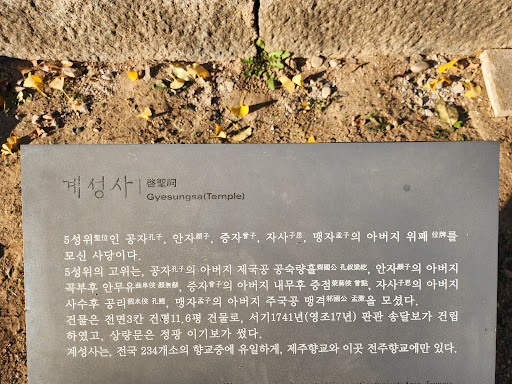 계성사 啓聖祠
Gyesungsa(Temple)
5성위聖位인 공자孔子, 안자顔子, 증자曾子, 자사子思, 맹자孟子의 아버지 위패位牌를
모신 사당이다.
5성위의 고위는, 공자孔子의 아버지 제국공 공숙량흘齊國公 孔叔梁紇, 안자顔子의 아버지
곡부후 안무유曲阜侯 顔無繇, 증자曾子의 아버지 내무후 증점萊蕪侯 曾點, 자사子思의 아버지
사수후 공리泗水侯 孔鯉, 맹자孟子의 아버지 주국공 맹격邾國公 孟激을 모셨다.
건물은 전면3칸 건평11.6평 건물로, 서기1741년(영조17년) 판관 송달보가 건립
하였고, 상량문은 정광 이기보가 썼다.
계성사는, 전국 234개소의 향교중에 유일하게, 제주향교와 이곳 전주향교에만 있다.